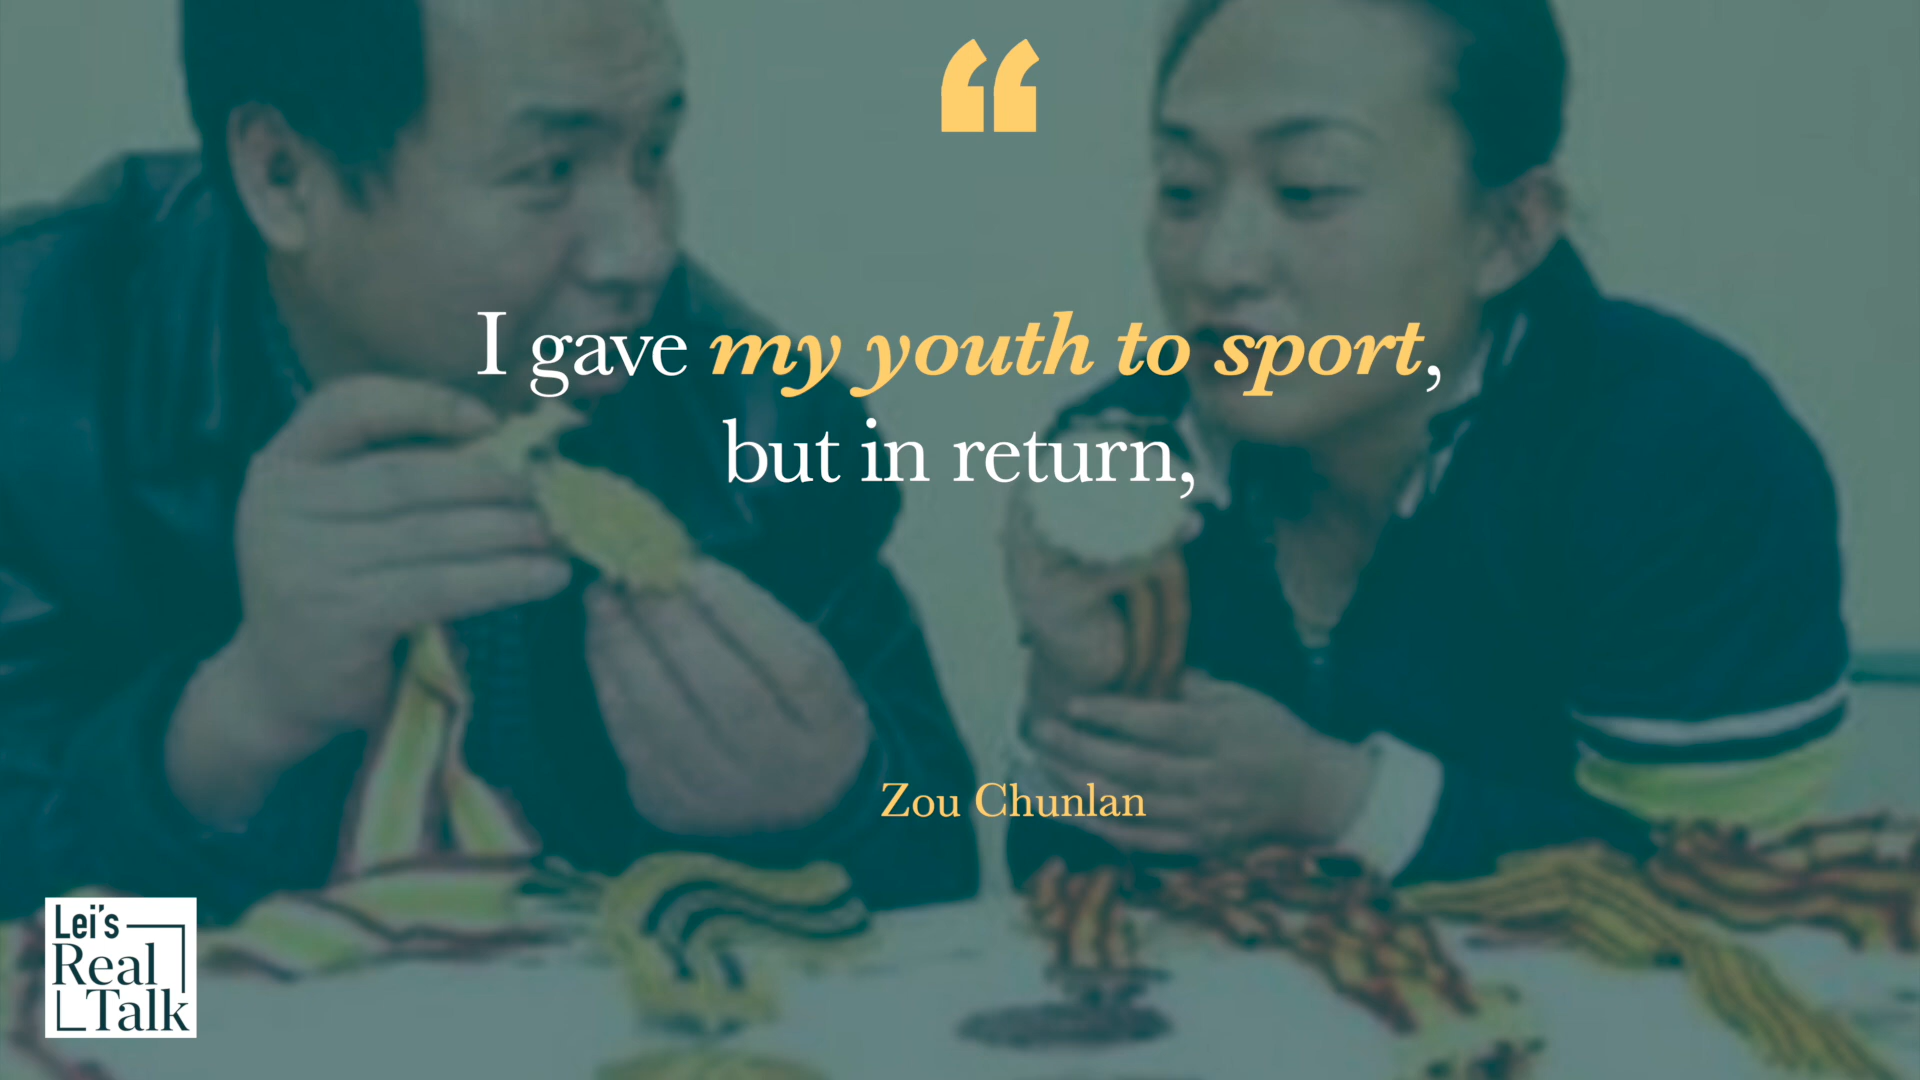 “
I gave my youth to sport,
but in return,
Zou Chunlan
Lei's
Real
Talk